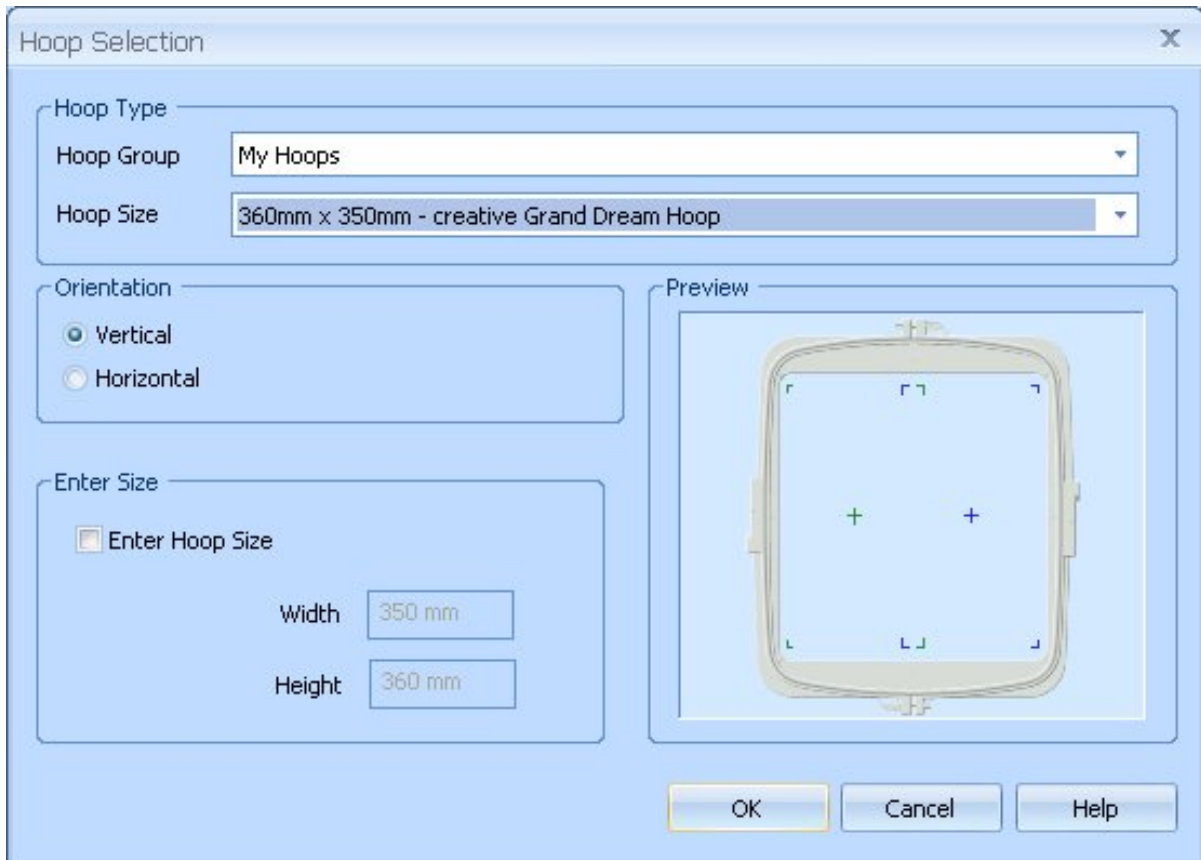 Hoop Selection
Hoop Type
Hoop Group My Hoops
Hoop Size 360mm x 350mm - creative Grand Dream Hoop
Orientation
Vertical
Horizontal
Preview
Enter Size
Enter Hoop Size
Width 350 mm
Height 360 mm
OK Cancel Help